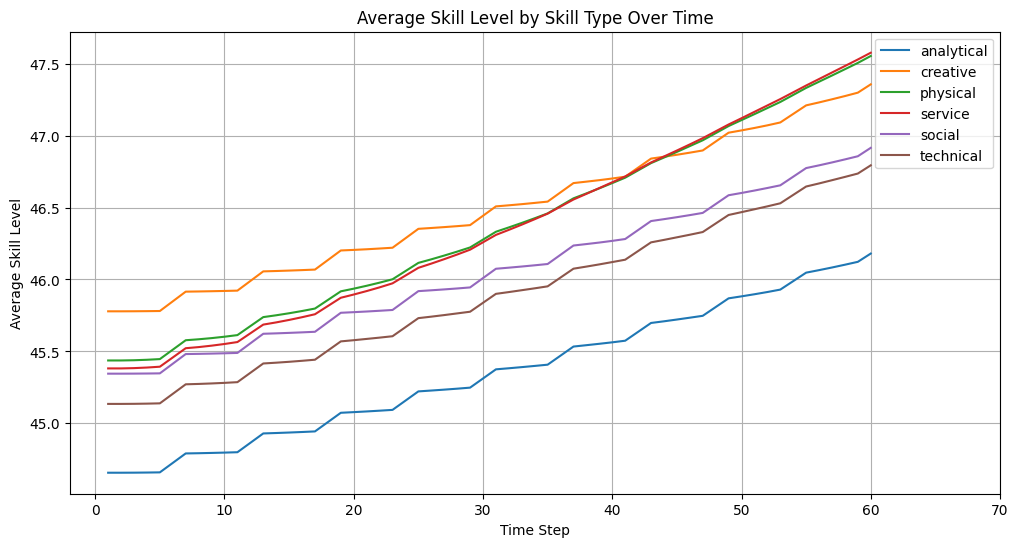 Average Skill Level by Skill Type Over Time
Average Skill Level
47.5
47.0
46.5
46.0
45.5
45.0
0 10 20 30 40 50 60 70
Time Step
analytical
creative
physical
service
social
technical